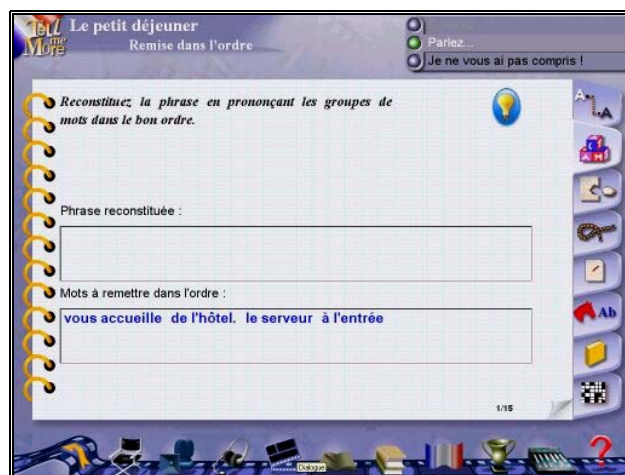 Tell me More
Le petit déjeuner
Remise dans l'ordre
Parlez...
Je ne vous ai pas compris !
Reconstituez la phrase en prononçant les groupes de
mots dans le bon ordre.
Phrase reconstituée :
Mots à remettre dans l'ordre :
vous accueille de l'hôtel. le serveur à l'entrée
1/15
A
A
C
A
M
Ab
Dialogue
?